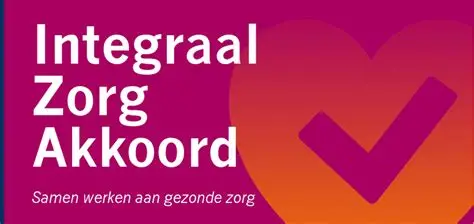 Integraal
Zorg
Akkoord
Samen werken aan gezonde zorg